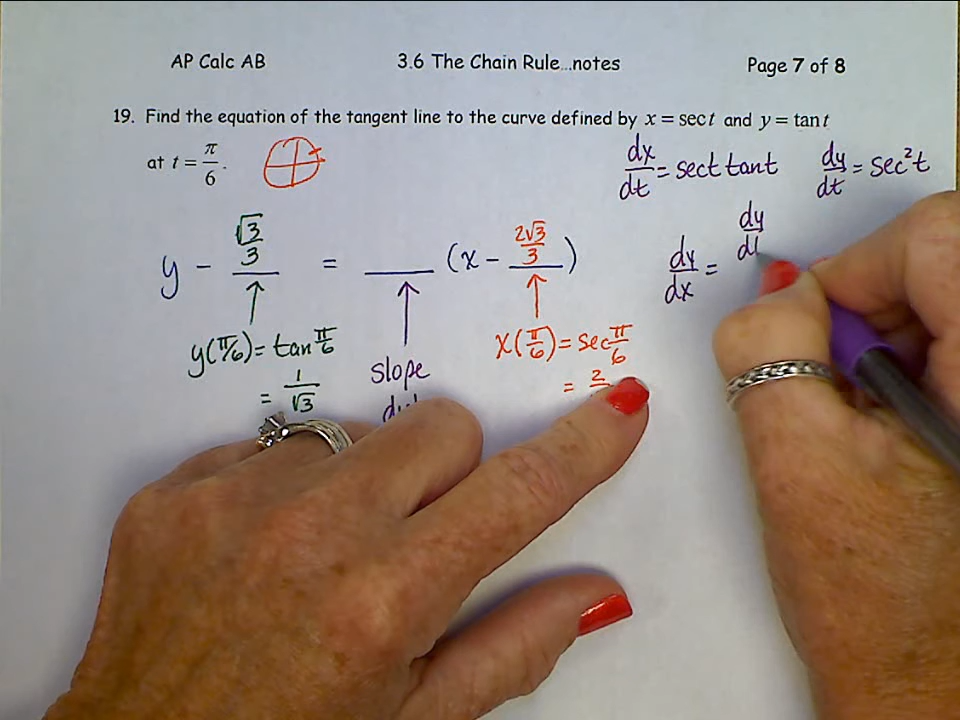 AP Calc AB 3.6 The Chain Rule…notes Page 7 of 8
19. Find the equation of the tangent line to the curve defined by x = sec t and y = tan t
at t = π/6.
dx/dt = sect tant dy/dt = sec²t
y - √3/3 = ___ (x - 2√3/3)
dy/dx = dy/d
y(π/6) = tan π/6
= 1/√3
slope
x(π/6) = sec π/6
= 2